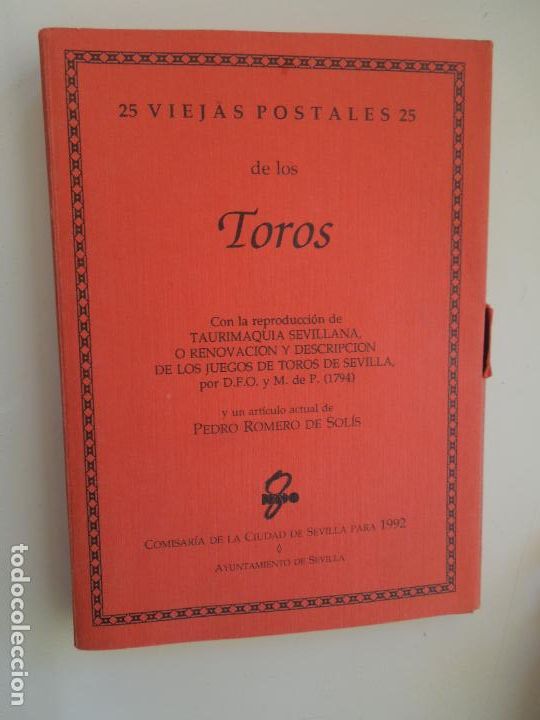 25 VIEJAS POSTALES 25
de los
Toros
Con la reproducción de
TAURIMAQUIA SEVILLANA,
O RENOVACION Y DESCRIPCION
DE LOS JUEGOS DE TOROS DE SEVILLA,
por D.F.O. y M. de P. (1794)
y un artículo actual de
PEDRO ROMERO DE SOLÍS
COMISARÍA DE LA CIUDAD DE SEVILLA PARA 1992
AYUNTAMIENTO DE SEVILLA
todocoleccion.net